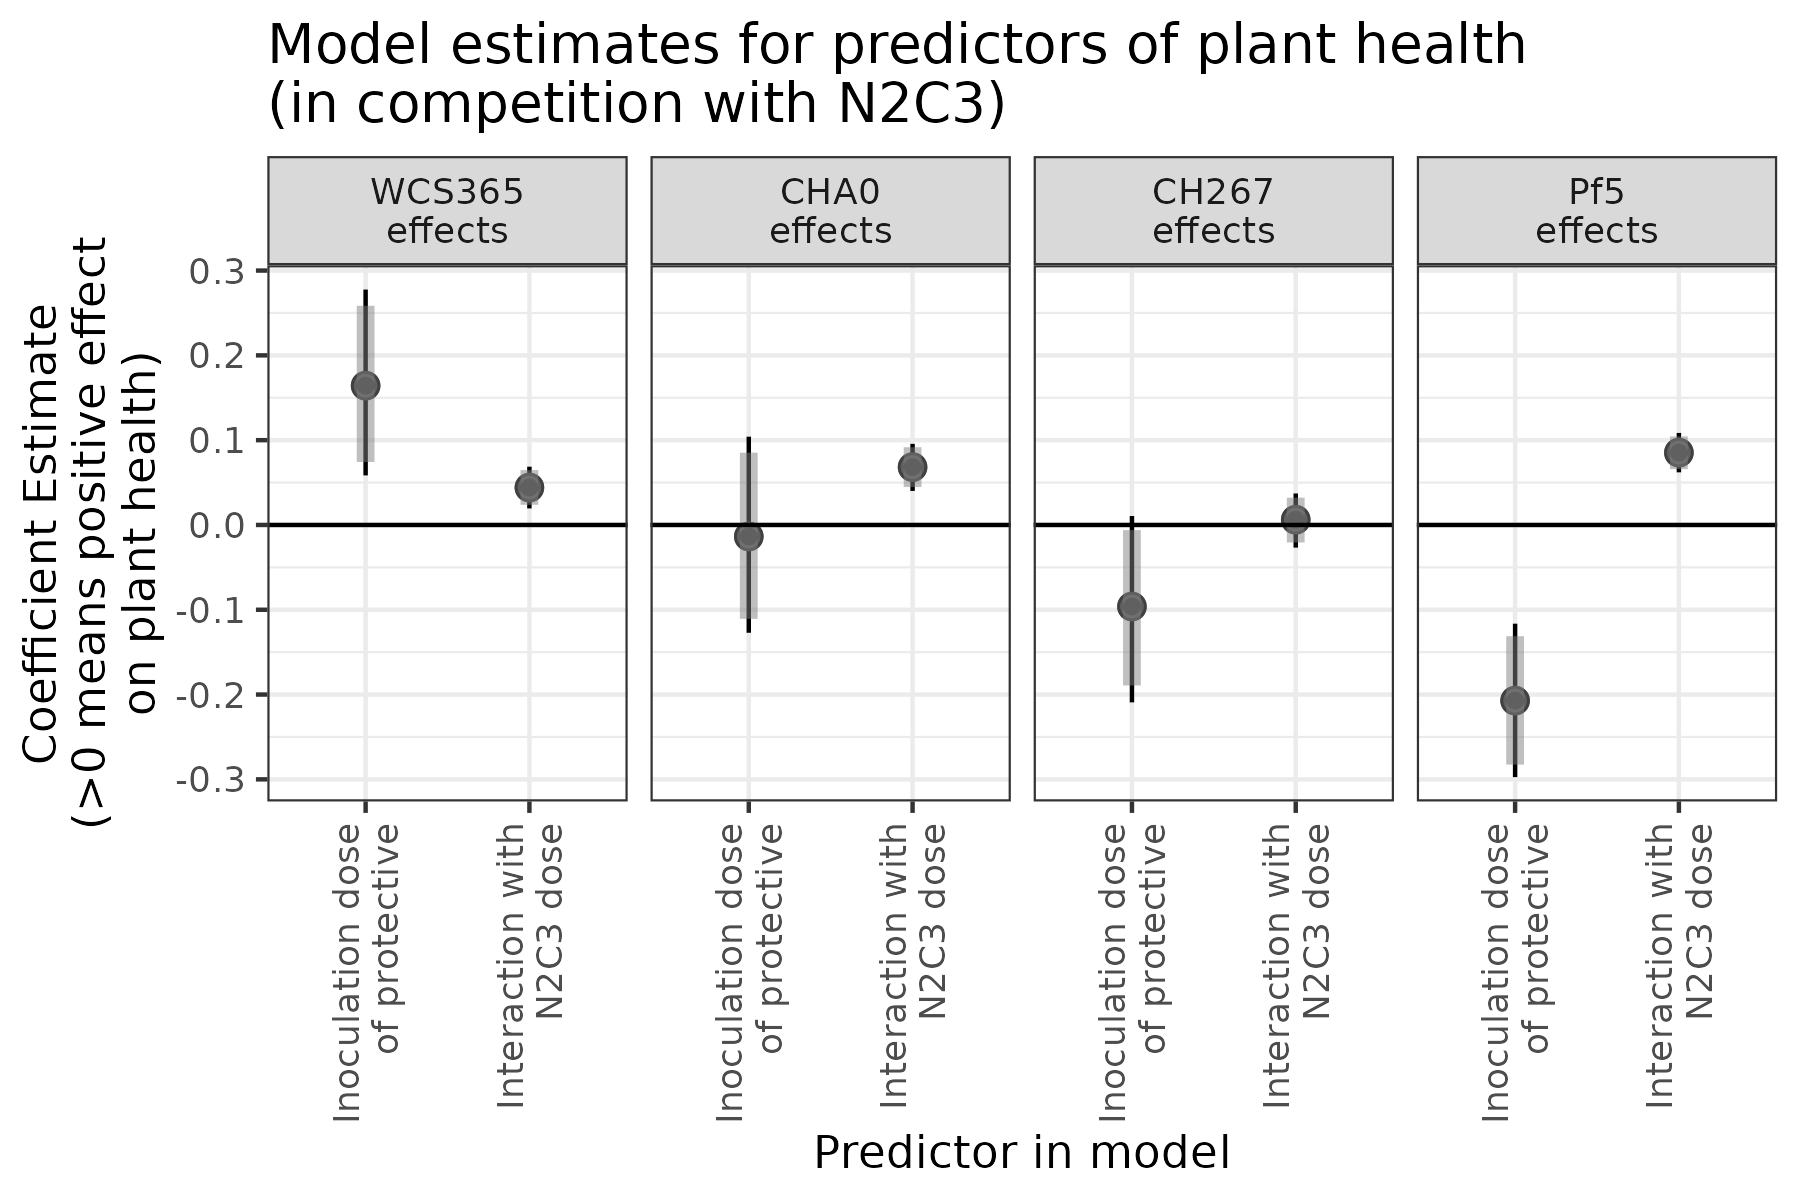 Model estimates for predictors of plant health
(in competition with N2C3)
WCS365
effects
CHA0
effects
CH267
effects
Pf5
effects
Coefficient Estimate
(>0 means positive effect
on plant health)
0.3
0.2
0.1
0.0
-0.1
-0.2
-0.3
Inoculation dose
of protective
Interaction with
N2C3 dose
Inoculation dose
of protective
Interaction with
N2C3 dose
Inoculation dose
of protective
Interaction with
N2C3 dose
Inoculation dose
of protective
Interaction with
N2C3 dose
Predictor in model